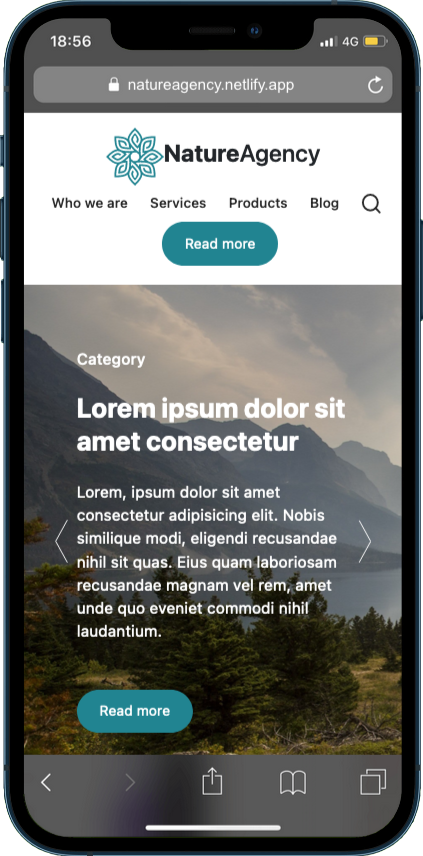 18:56
4G
natureagency.netlify.app
NatureAgency
Who we are Services Products Blog
Read more
Category
Lorem ipsum dolor sit
amet consectetur
Lorem, ipsum dolor sit amet
consectetur adipisicing elit. Nobis
similique modi, eligendi recusandae
nihil sit quas. Eius quam laboriosam
recusandae magnam vel rem, amet
unde quo eveniet commodi nihil
laudantium.
Read more